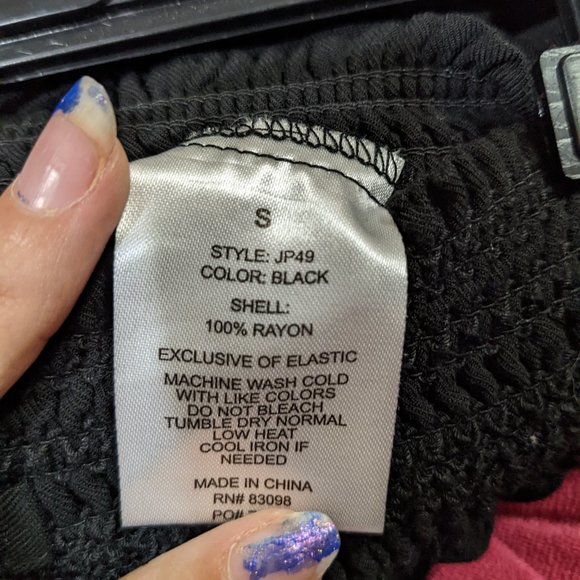 S
STYLE: JP49
COLOR: BLACK
SHELL:
100% RAYON
EXCLUSIVE OF ELASTIC
MACHINE WASH COLD
WITH LIKE COLORS
DO NOT BLEACH
TUMBLE DRY NORMAL
LOW HEAT
COOL IRON IF
NEEDED
MADE IN CHINA
RN# 83098
PO#